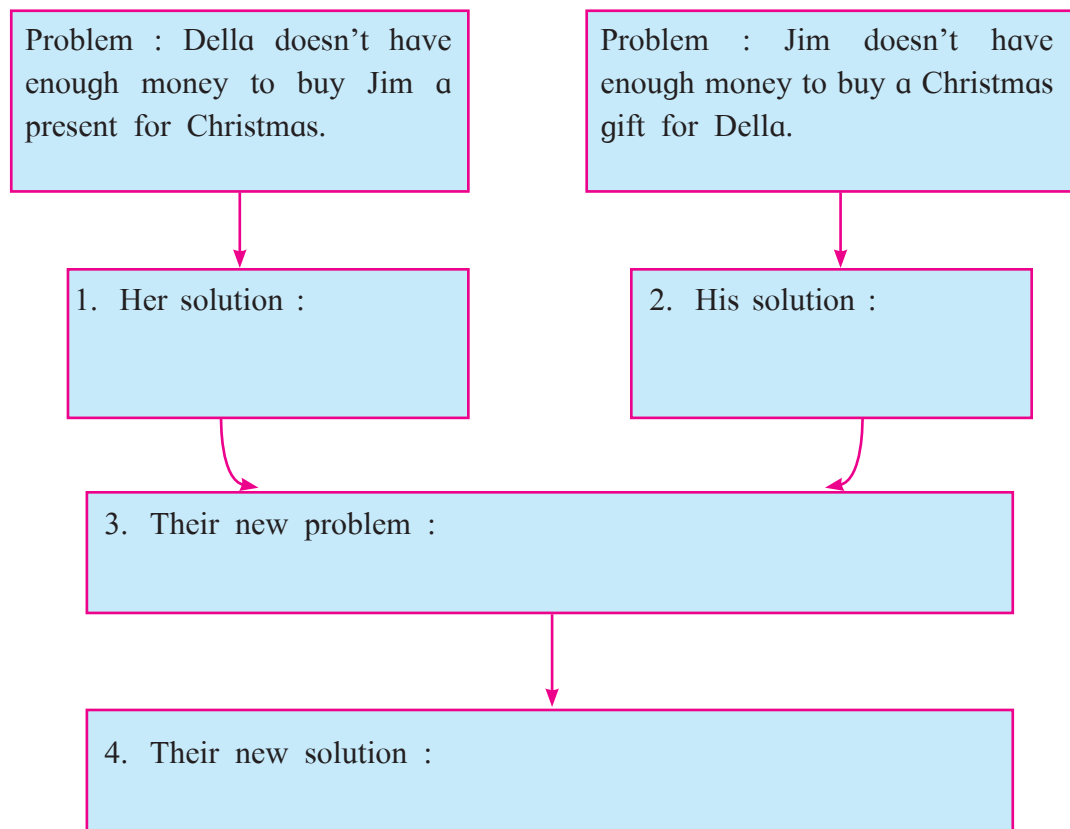 Problem : Della doesn’t have
enough money to buy Jim a
present for Christmas.
Problem : Jim doesn’t have
enough money to buy a Christmas
gift for Della.
1. Her solution :
2. His solution :
3. Their new problem :
4. Their new solution :